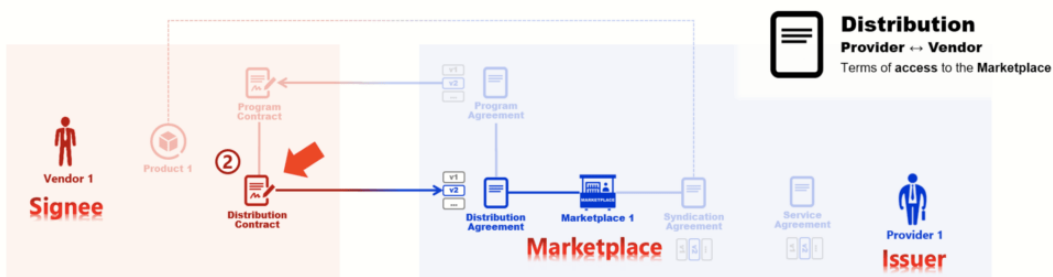 Distribution
Provider ↔ Vendor
Terms of access to the Marketplace
v1
v2
...
Program
Contract
Program
Agreement
Product 1
②
Vendor 1
Signee
v1
v2
...
Distribution
Contract
Distribution
Agreement
MARKETPLACE
Marketplace 1
Marketplace
Syndication
Agreement
Service
Agreement
Provider 1
Issuer